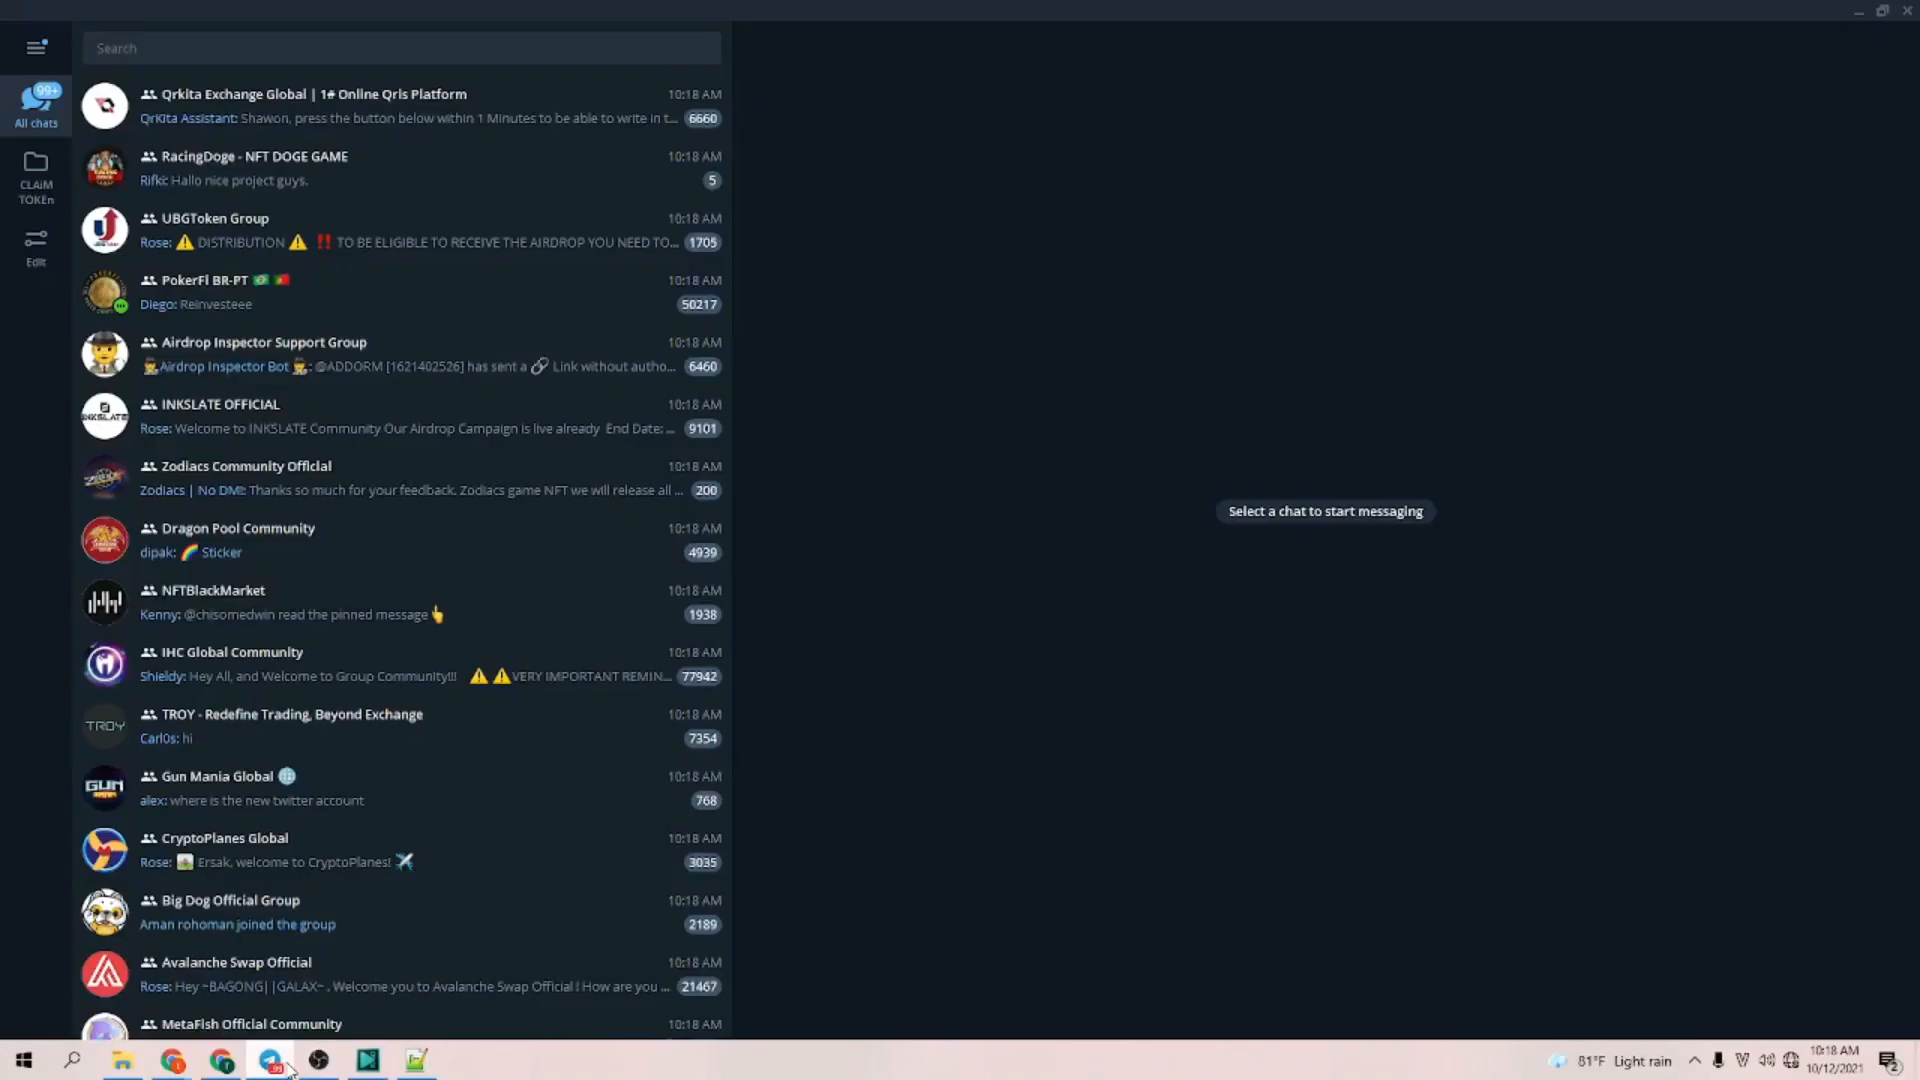 Search
99+
All chats
CLAiM
TOKEn
Edit
Qrkita Exchange Global | 1# Online Qris Platform 10:18 AM
QrKita Assistant: Shawon, press the button below within 1 Minutes to be able to write in t... 6660
RacingDoge - NFT DOGE GAME 10:18 AM
Rifki: Hallo nice project guys. 5
UBGToken Group 10:18 AM
Rose: ⚠️ DISTRIBUTION ⚠️ ‼️ TO BE ELIGIBLE TO RECEIVE THE AIRDROP YOU NEED TO... 1705
PokerFi BR-PT 🇧🇷 🇵🇹 10:18 AM
Diego: Reinvesteee 50217
Airdrop Inspector Support Group 10:18 AM
🕵️Airdrop Inspector Bot 🕵️: @ADDORM [1621402526] has sent a 🔗 Link without autho... 6460
INKSLATE OFFICIAL 10:18 AM
Rose: Welcome to INKSLATE Community Our Airdrop Campaign is live already End Date: ... 9101
Zodiacs Community Official 10:18 AM
Zodiacs | No DM!: Thanks so much for your feedback. Zodiacs game NFT we will release all ... 200
Dragon Pool Community 10:18 AM
dipak: 🌈 Sticker 4939
NFTBlackMarket 10:18 AM
Kenny: @chisomedwin read the pinned message👆 1938
IHC Global Community 10:18 AM
Shieldy: Hey All, and Welcome to Group Community!!! ⚠️ ⚠️VERY IMPORTANT REMIN... 77942
TROY
TROY - Redefine Trading, Beyond Exchange 10:18 AM
Carl0s: hi 7354
GUN
Gun Mania Global 🌐 10:18 AM
alex: where is the new twitter account 768
CryptoPlanes Global 10:18 AM
Rose: Ersak, welcome to CryptoPlanes! ✈️ 3035
Big Dog Official Group 10:18 AM
Aman rohoman joined the group 2189
Avalanche Swap Official 10:18 AM
Rose: Hey ~BAGONG||GALAX~ . Welcome you to Avalanche Swap Official ! How are you ... 21467
MetaFish Official Community 10:18 AM
Select a chat to start messaging
99
81°F Light rain
10:18 AM
10/12/2021
2